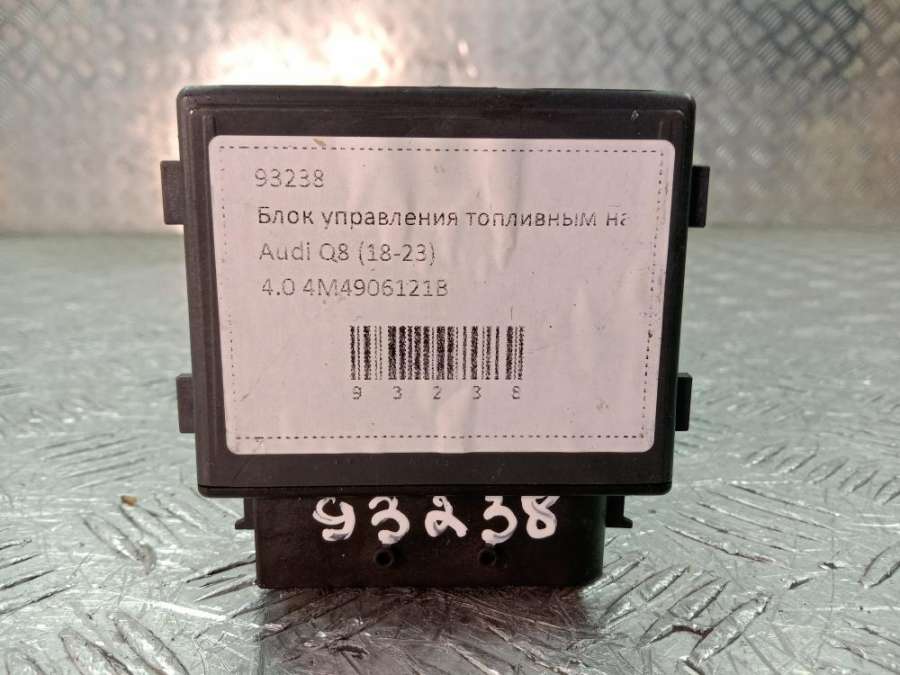 93238
Блок управления топливным на
Audi Q8 (18-23)
4.0 4M4906121B
9 3 2 3 8
93238